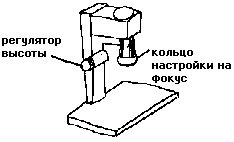 регулятор
высоты
кольцо
настройки на
фокус